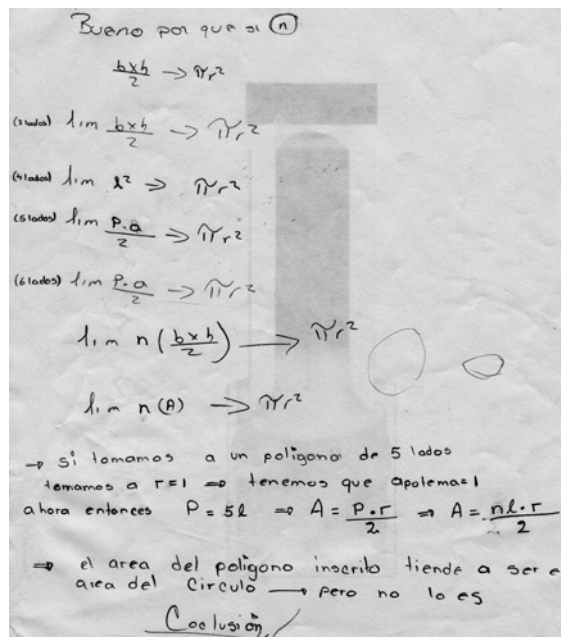 Bueno por que si n
b×h/2 → πr²
(3 lados) lim b×h/2 → πr²
(4 lados) lim l² → πr²
(5 lados) lim P.a/2 → πr²
(6 lados) lim P.a/2 → πr²
lim n(b×h/2) → πr²
lim n(A) → πr²
→ si tomamos a un poligono de 5 lados
tomamos a r=1 ⇒ tenemos que apotema=1
ahora entonces P = 5l ⇒ A = P.r/2 ⇒ A = nl.r/2
⇒ el area del poligono inscrito tiende a ser e
area del circulo → pero no lo es
Coclusión